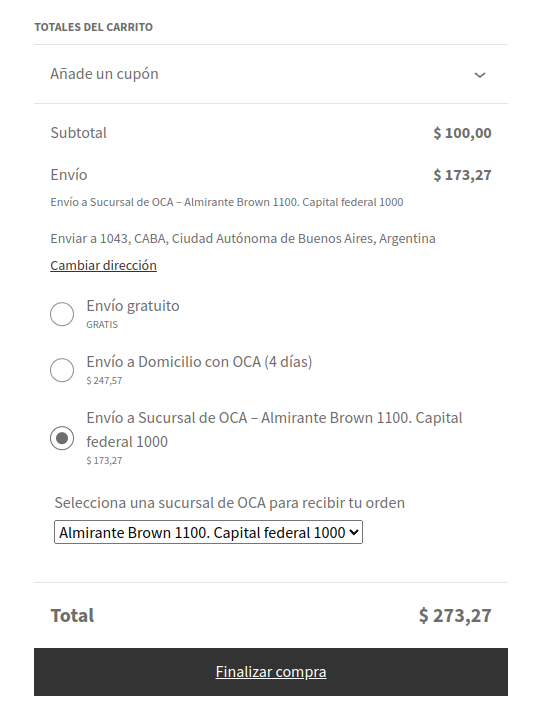 TOTALES DEL CARRITO
Añade un cupón
Subtotal $ 100,00
Envío $ 173,27
Envío a Sucursal de OCA – Almirante Brown 1100. Capital federal 1000
Enviar a 1043, CABA, Ciudad Autónoma de Buenos Aires, Argentina
Cambiar dirección
Envío gratuito
GRATIS
Envío a Domicilio con OCA (4 días)
$ 247,57
Envío a Sucursal de OCA – Almirante Brown 1100. Capital
federal 1000
$ 173,27
Selecciona una sucursal de OCA para recibir tu orden
Almirante Brown 1100. Capital federal 1000
Total $ 273,27
Finalizar compra